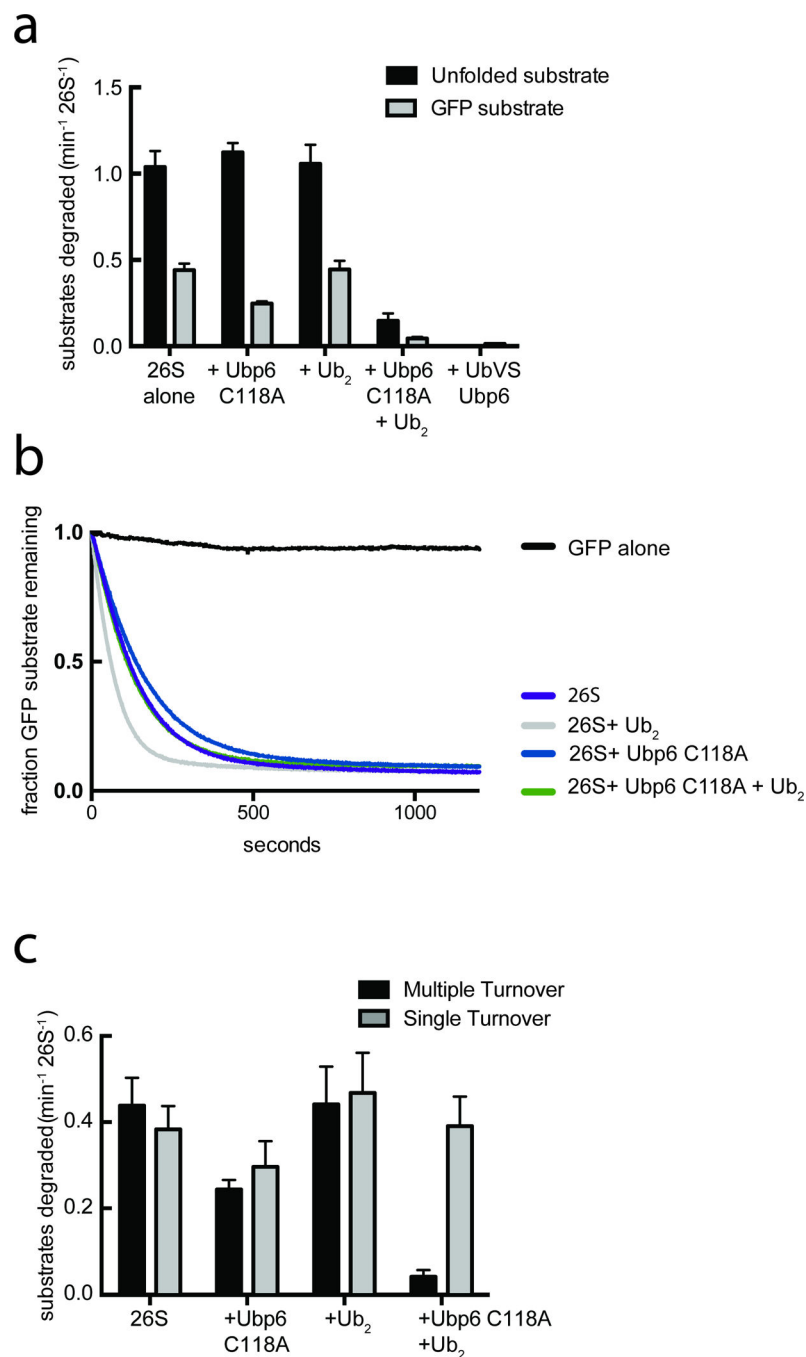 a
substrates degraded (min⁻¹ 26S⁻¹)
1.5
1.0
0.5
0.0
Unfolded substrate
GFP substrate
26S
alone
+ Ubp6
C118A
+ Ub₂
+ Ubp6
C118A
+ Ub₂
+ UbVS
Ubp6
b
fraction GFP substrate remaining
1.0
0.5
0.0
0
500
1000
seconds
GFP alone
26S
26S+ Ub₂
26S+ Ubp6 C118A
26S+ Ubp6 C118A + Ub₂
c
substrates degraded (min⁻¹ 26S⁻¹)
0.6
0.4
0.2
0.0
Multiple Turnover
Single Turnover
26S
+Ubp6
C118A
+Ub₂
+Ubp6 C118A
+Ub₂